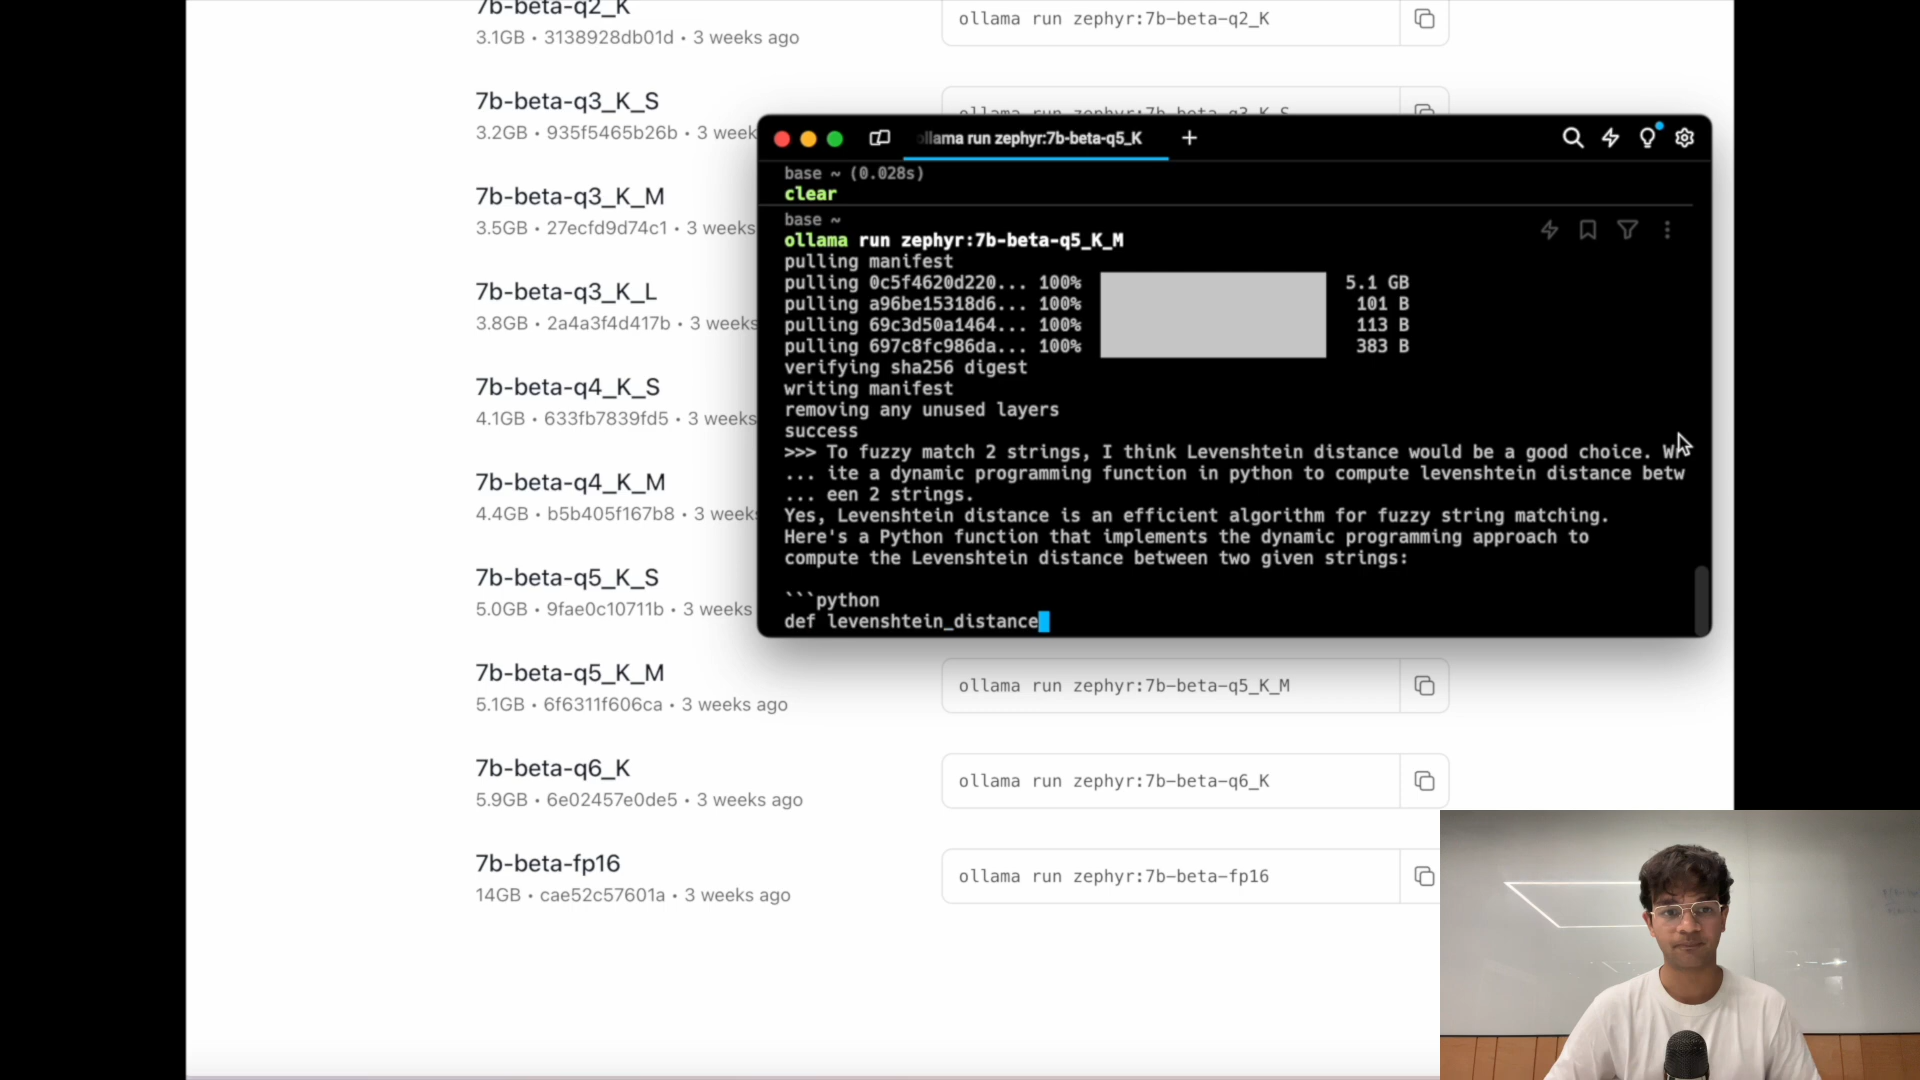 7b-beta-q2_K
3.1GB • 3138928db01d • 3 weeks ago
ollama run zephyr:7b-beta-q2_K
7b-beta-q3_K_S
3.2GB • 935f5465b26b • 3 week
ollama run zephyr:7b-beta-q3_K_S
7b-beta-q3_K_M
3.5GB • 27ecfd9d74c1 • 3 weeks
7b-beta-q3_K_L
3.8GB • 2a4a3f4d417b • 3 weeks
7b-beta-q4_K_S
4.1GB • 633fb7839fd5 • 3 weeks
7b-beta-q4_K_M
4.4GB • b5b405f167b8 • 3 week
7b-beta-q5_K_S
5.0GB • 9fae0c10711b • 3 weeks
7b-beta-q5_K_M
5.1GB • 6f6311f606ca • 3 weeks ago
ollama run zephyr:7b-beta-q5_K_M
7b-beta-q6_K
5.9GB • 6e02457e0de5 • 3 weeks ago
ollama run zephyr:7b-beta-q6_K
7b-beta-fp16
14GB • cae52c57601a • 3 weeks ago
ollama run zephyr:7b-beta-fp16
ollama run zephyr:7b-beta-q5_K
base ~ (0.028s)
clear
base ~
ollama run zephyr:7b-beta-q5_K_M
pulling manifest
pulling 0c5f4620d220... 100% 5.1 GB
pulling a96be15318d6... 100% 101 B
pulling 69c3d50a1464... 100% 113 B
pulling 697c8fc986da... 100% 383 B
verifying sha256 digest
writing manifest
removing any unused layers
success
>>> To fuzzy match 2 strings, I think Levenshtein distance would be a good choice. Wr
... ite a dynamic programming function in python to compute levenshtein distance betw
... een 2 strings.
Yes, Levenshtein distance is an efficient algorithm for fuzzy string matching.
Here's a Python function that implements the dynamic programming approach to
compute the Levenshtein distance between two given strings:
```python
def levenshtein_distance